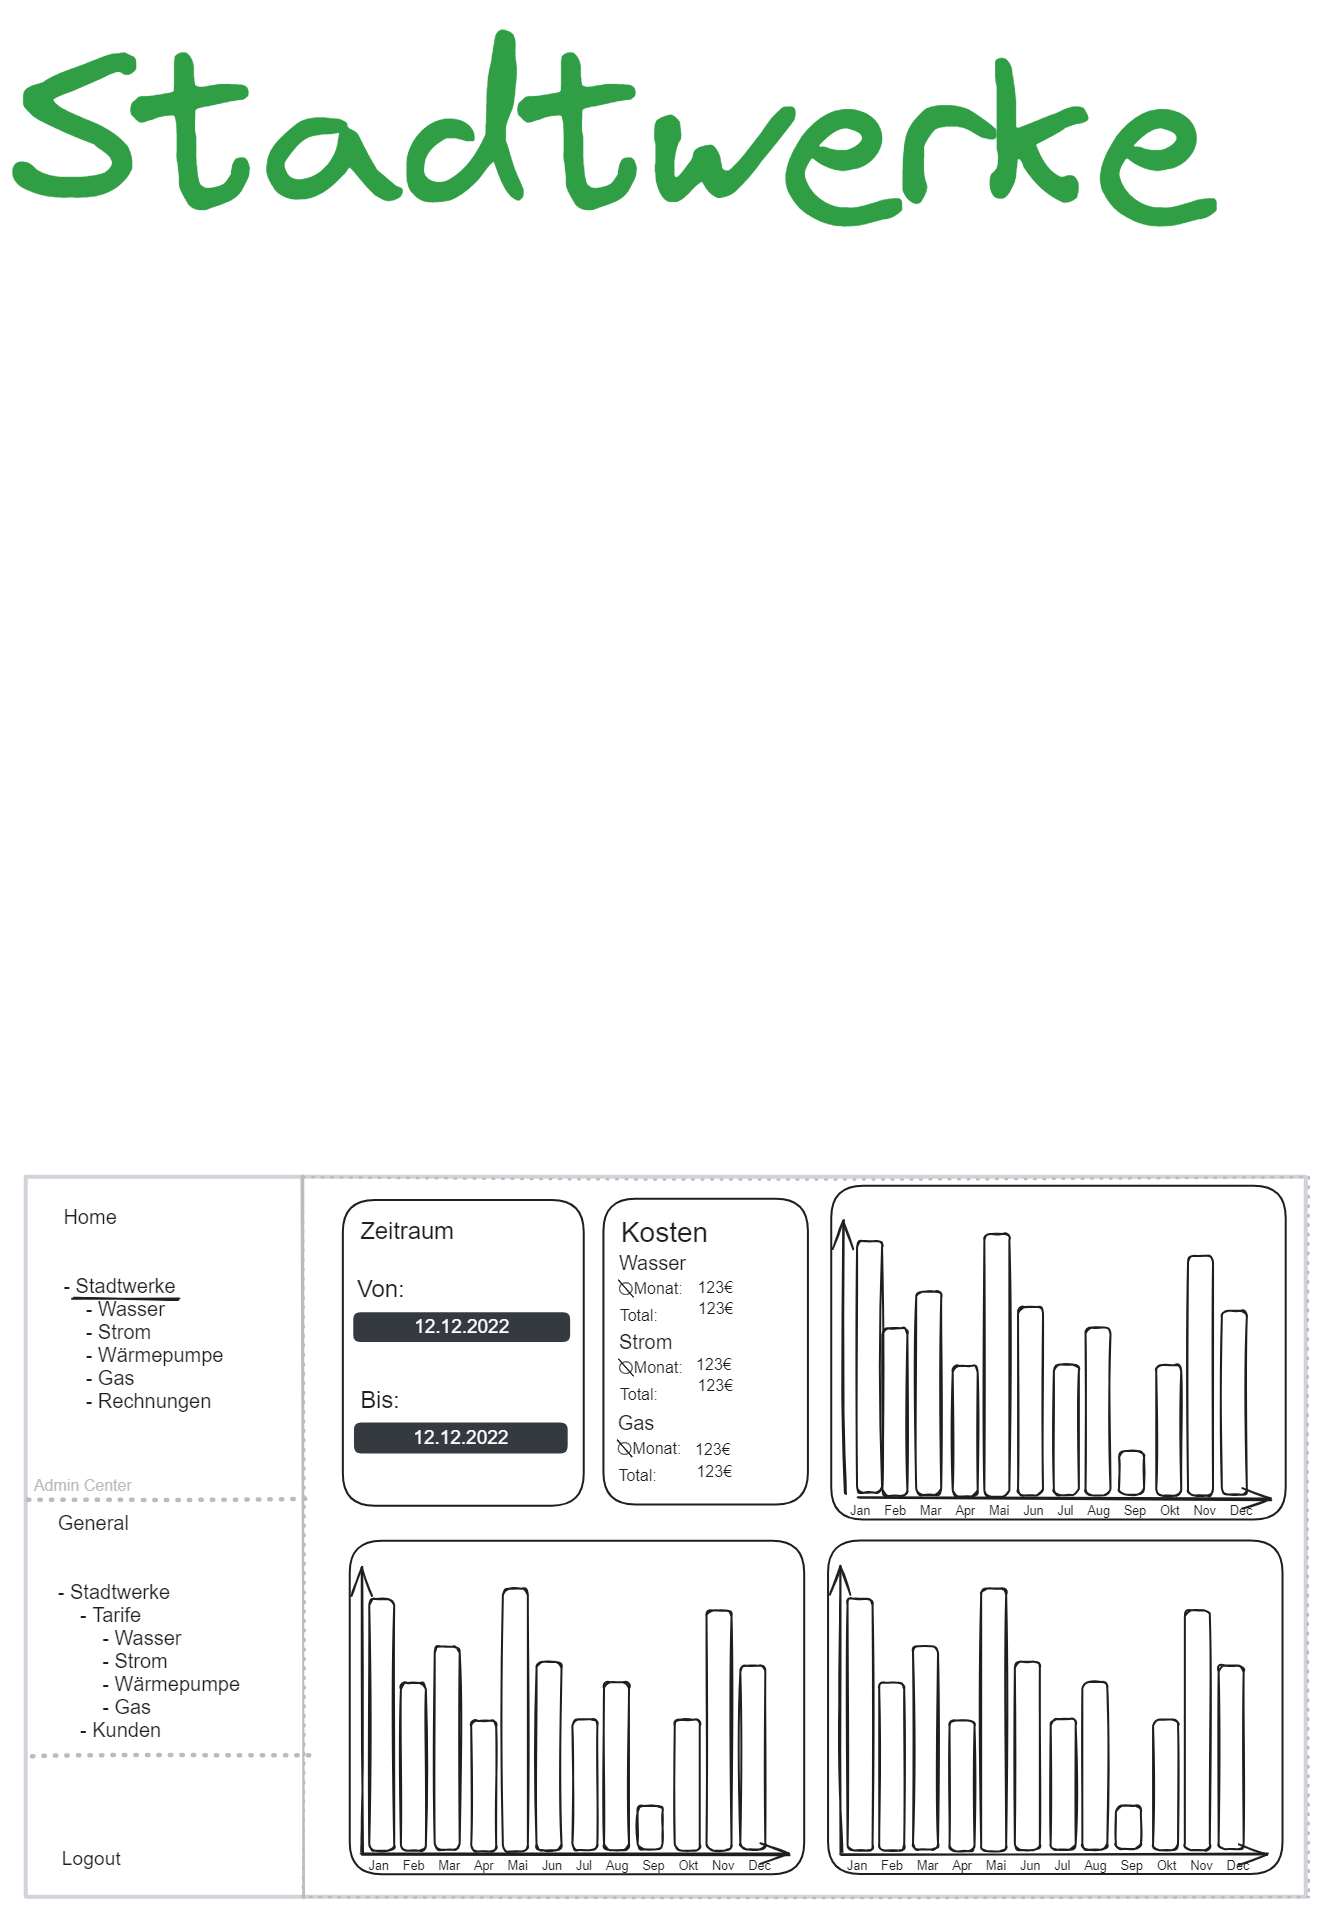 Stadtwerke
Home
- Stadtwerke
- Wasser
- Strom
- Wärmepumpe
- Gas
- Rechnungen
Admin Center
General
- Stadtwerke
- Tarife
- Wasser
- Strom
- Wärmepumpe
- Gas
- Kunden
Logout
Zeitraum
Von:
12.12.2022
Bis:
12.12.2022
Kosten
Wasser
∅Monat: 123€
Total: 123€
Strom
∅Monat: 123€
Total: 123€
Gas
∅Monat: 123€
Total: 123€
Jan Feb Mar Apr Mai Jun Jul Aug Sep Okt Nov Dec
Jan Feb Mar Apr Mai Jun Jul Aug Sep Okt Nov Dec
Jan Feb Mar Apr Mai Jun Jul Aug Sep Okt Nov Dec